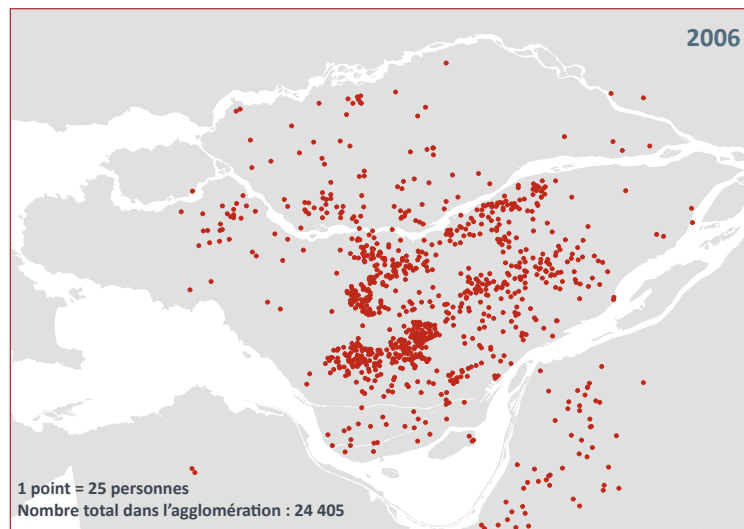 2006
1 point = 25 personnes
Nombre total dans l'agglomération : 24 405